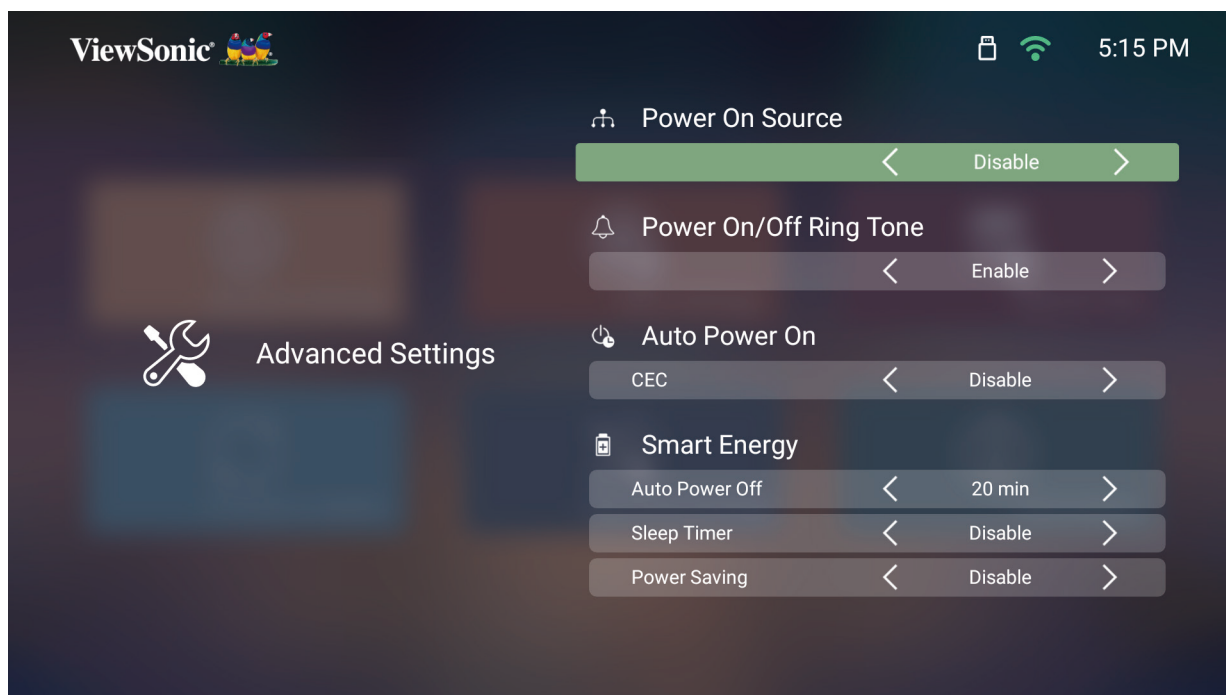 ViewSonic®
5:15 PM
Power On Source
Disable
Power On/Off Ring Tone
Enable
Advanced Settings
Auto Power On
CEC Disable
Smart Energy
Auto Power Off 20 min
Sleep Timer Disable
Power Saving Disable